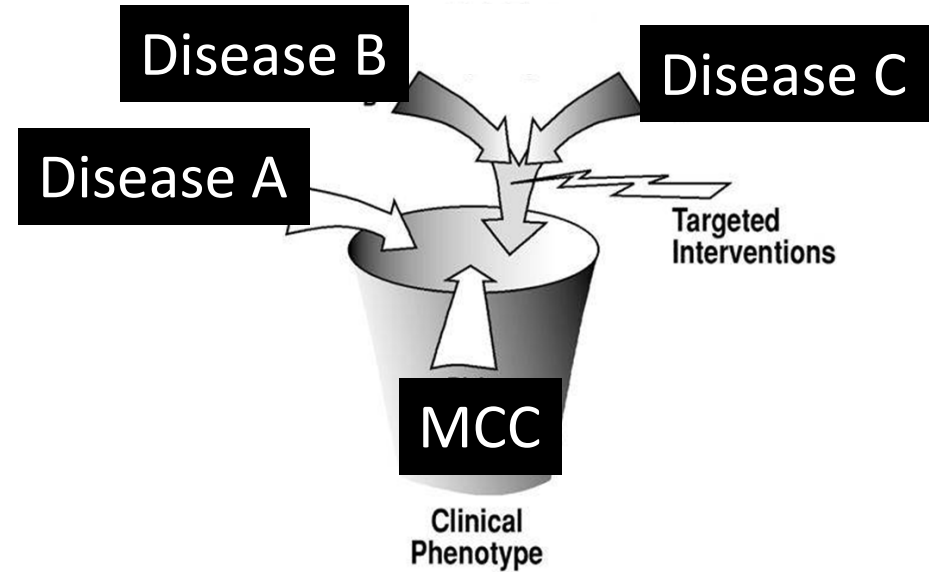 Disease B
Disease C
Disease A
Targeted
Interventions
MCC
Clinical
Phenotype